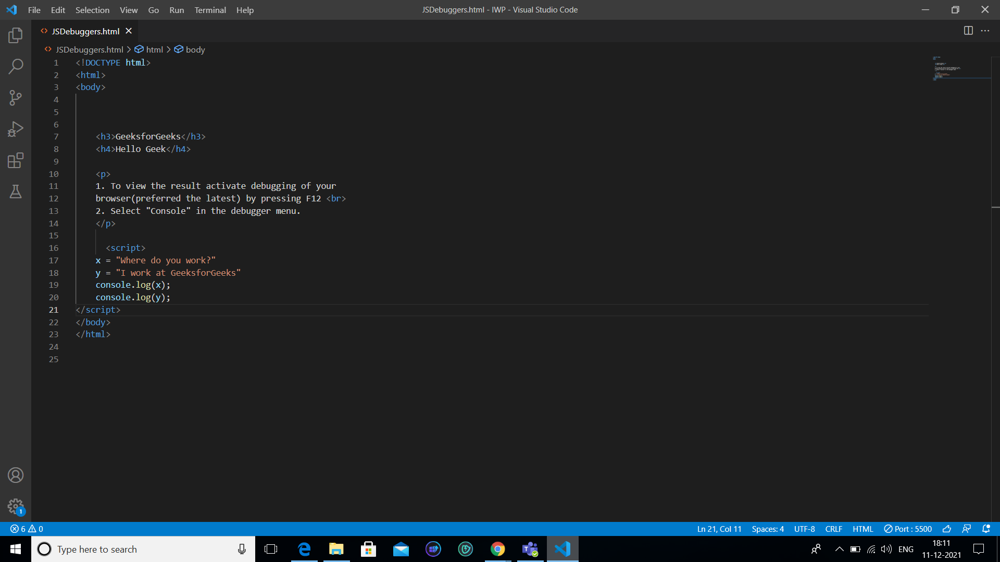 File Edit Selection View Go Run Terminal Help
JSDebuggers.html - IWP - Visual Studio Code
JSDebuggers.html
JSDebuggers.html > html > body
1 <!DOCTYPE html>
2 <html>
3 <body>
4
5
6
7 <h3>GeeksforGeeks</h3>
8 <h4>Hello Geek</h4>
9
10 <p>
11 1. To view the result activate debugging of your
12 browser(preferred the latest) by pressing F12 <br>
13 2. Select "Console" in the debugger menu.
14 </p>
15
16 <script>
17 x = "Where do you work?"
18 y = "I work at GeeksforGeeks"
19 console.log(x);
20 console.log(y);
21 </script>
22 </body>
23 </html>
24
25
1
6 0
Ln 21, Col 11 Spaces: 4 UTF-8 CRLF HTML Port : 5500
Type here to search
ENG
18:11
11-12-2021